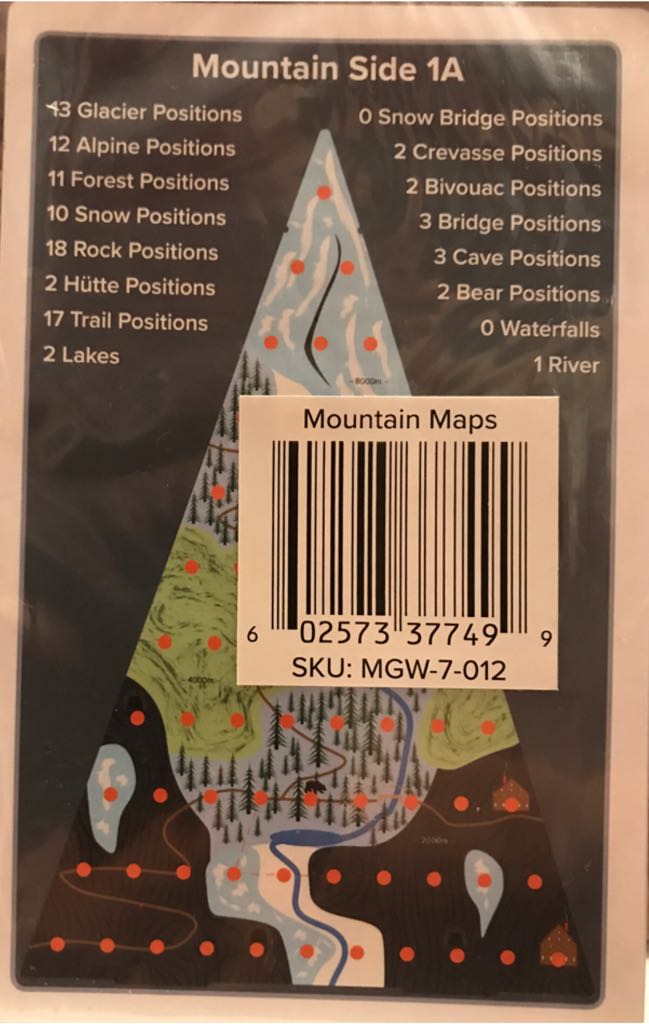 Mountain Side 1A
13 Glacier Positions
12 Alpine Positions
11 Forest Positions
10 Snow Positions
18 Rock Positions
2 Hütte Positions
17 Trail Positions
2 Lakes
0 Snow Bridge Positions
2 Crevasse Positions
2 Bivouac Positions
3 Bridge Positions
3 Cave Positions
2 Bear Positions
0 Waterfalls
1 River
- 8000m -
Mountain Maps
6 02573 37749 9
SKU: MGW-7-012
- 4000m -
- 2000m -